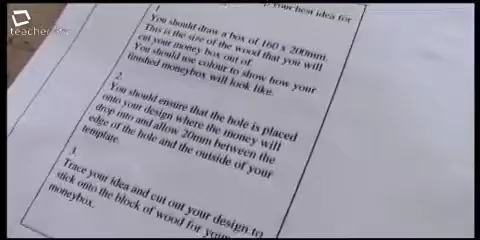 your best idea for
1
You should draw a box of 160 x 200mm.
This is the size of the wood that you will
cut your money box out of.
You should use colour to show how your
finished moneybox will look like.
2.
You should ensure that the hole is placed
onto your design where the money will
drop into and allow 20mm between the
edge of the hole and the outside of your
template.
3.
Trace your idea and cut out your design to
stick onto the block of wood for your
moneybox.